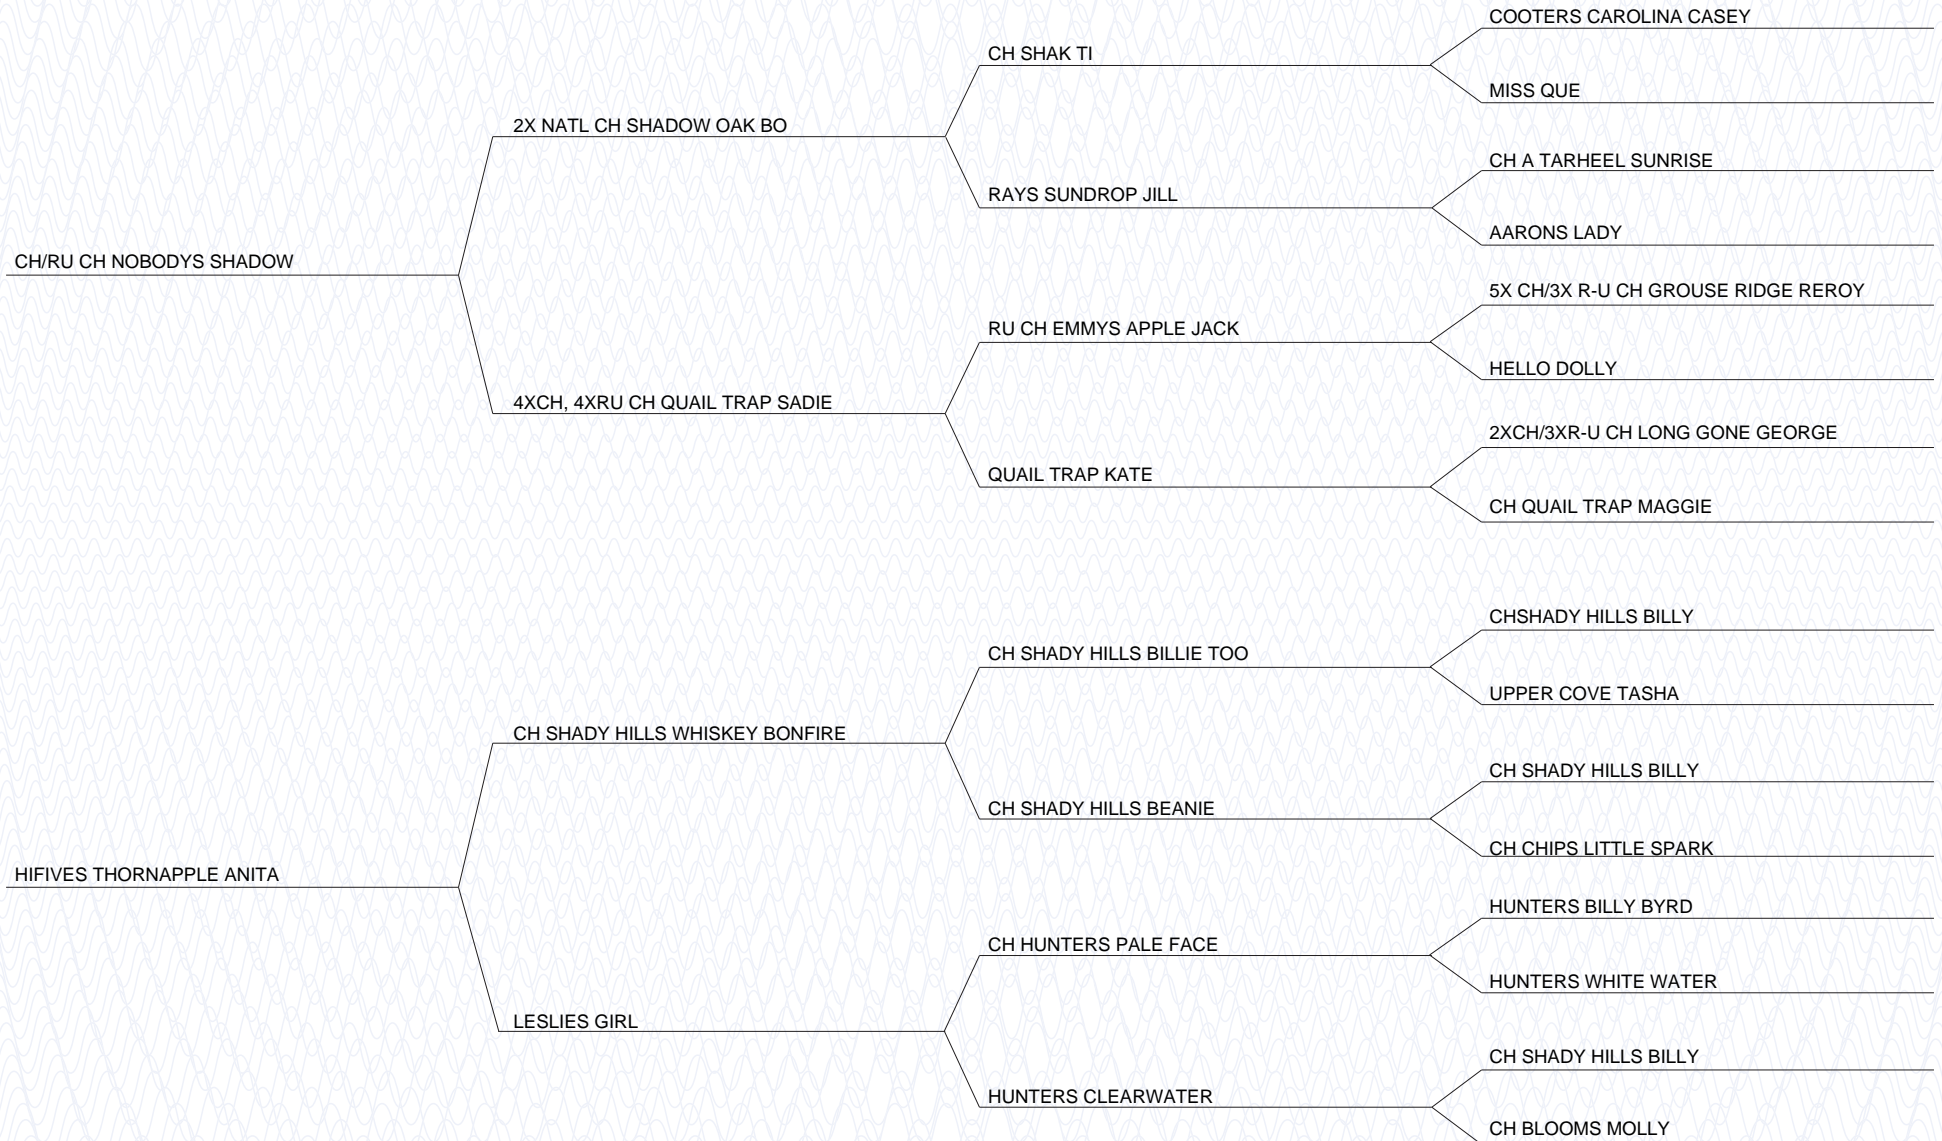 COOTERS CAROLINA CASEY
CH SHAK TI
MISS QUE
2X NATL CH SHADOW OAK BO
CH A TARHEEL SUNRISE
RAYS SUNDROP JILL
AARONS LADY
CH/RU CH NOBODYS SHADOW
5X CH/3X R-U CH GROUSE RIDGE REROY
RU CH EMMYS APPLE JACK
HELLO DOLLY
4XCH, 4XRU CH QUAIL TRAP SADIE
2XCH/3XR-U CH LONG GONE GEORGE
QUAIL TRAP KATE
CH QUAIL TRAP MAGGIE
CHSHADY HILLS BILLY
CH SHADY HILLS BILLIE TOO
UPPER COVE TASHA
CH SHADY HILLS WHISKEY BONFIRE
CH SHADY HILLS BILLY
CH SHADY HILLS BEANIE
CH CHIPS LITTLE SPARK
HIFIVES THORNAPPLE ANITA
HUNTERS BILLY BYRD
CH HUNTERS PALE FACE
HUNTERS WHITE WATER
LESLIES GIRL
CH SHADY HILLS BILLY
HUNTERS CLEARWATER
CH BLOOMS MOLLY